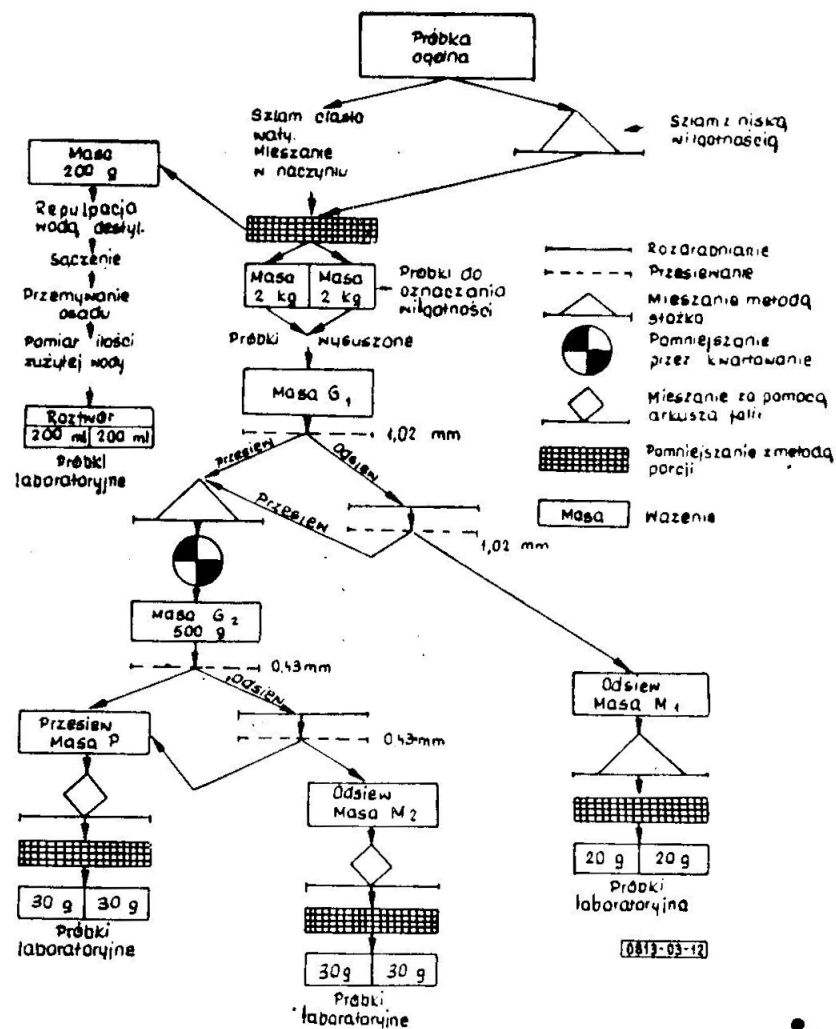 Próbka
ogólna
Szlam ciasto
waty.
Mieszanie
w naczyniu
Szlam z niską
wilgotnością
Masa
200 g
Repulpacja
wodą destyl.
Sączenie
Przemywanie
osadu
Pomiar ilości
zużytej wody
Roztwór
200 ml 200 ml
Próbki
laboratoryjne
Masa Masa
2 kg 2 kg
Próbki do
oznaczania
wilgotności
Próbki wysuszone
Masa G1
1,02 mm
Przesiew
Odsiew
Przesiew
1,02 mm
Rozdrabnianie
Przesiewanie
Mieszanie metodą
stożka
Pomniejszanie
przez kwartowanie
Mieszanie za pomocą
arkusza folii
Pomniejszanie z metodą
porcji
Masa Ważenie
Masa G2
500 g
0,43 mm
Odsiew
0,43 mm
Przesiew
Masa P
30 g 30 g
Próbki
laboratoryjne
Odsiew
Masa M2
30 g 30 g
Próbki
laboratoryjne
Odsiew
Masa M1
20 g 20 g
Próbki
laboratoryjna
0813-03-12